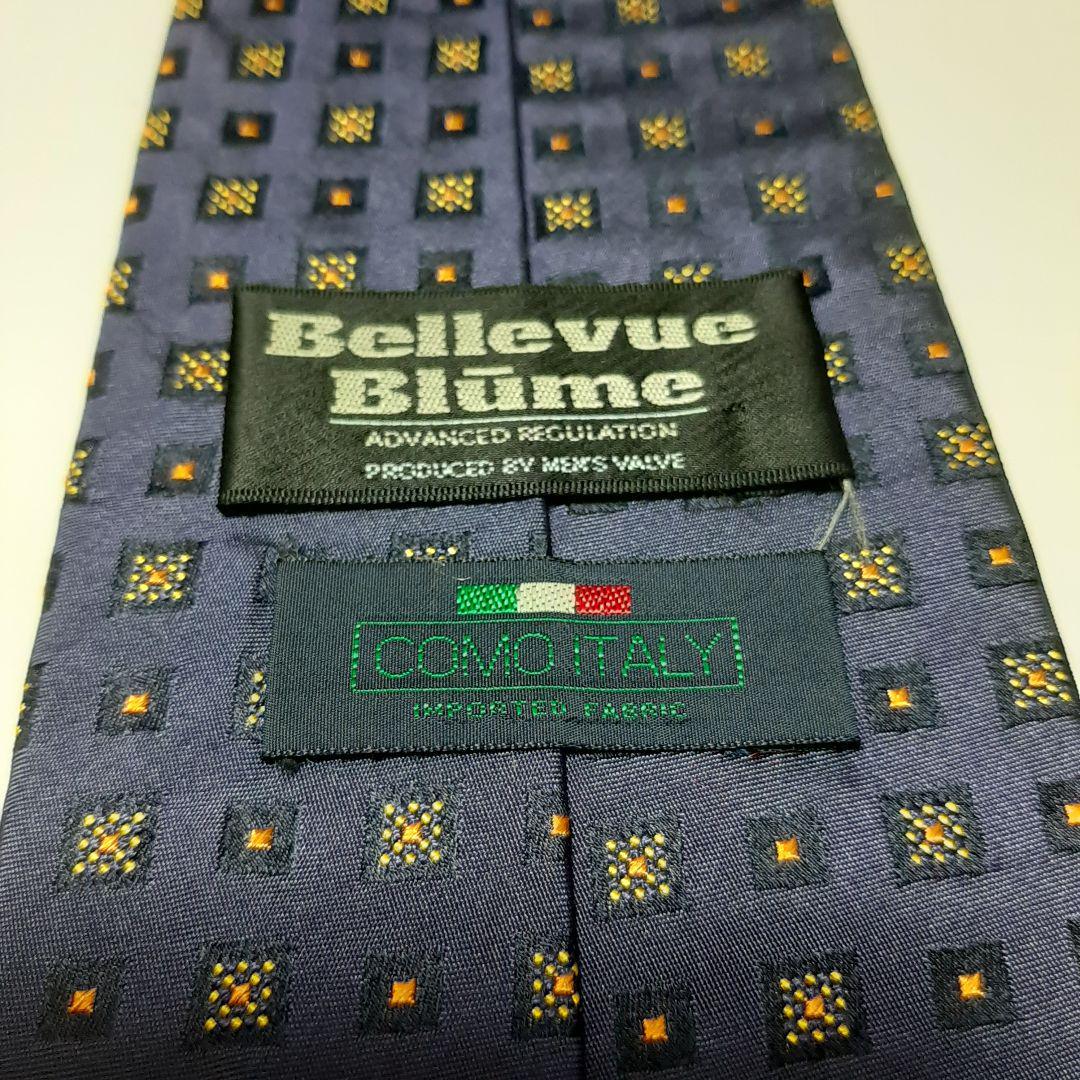 Bellevue
Blūme
ADVANCED REGULATION
PRODUCED BY MEN'S VALVE
COMO ITALY
IMPORTED FABRIC